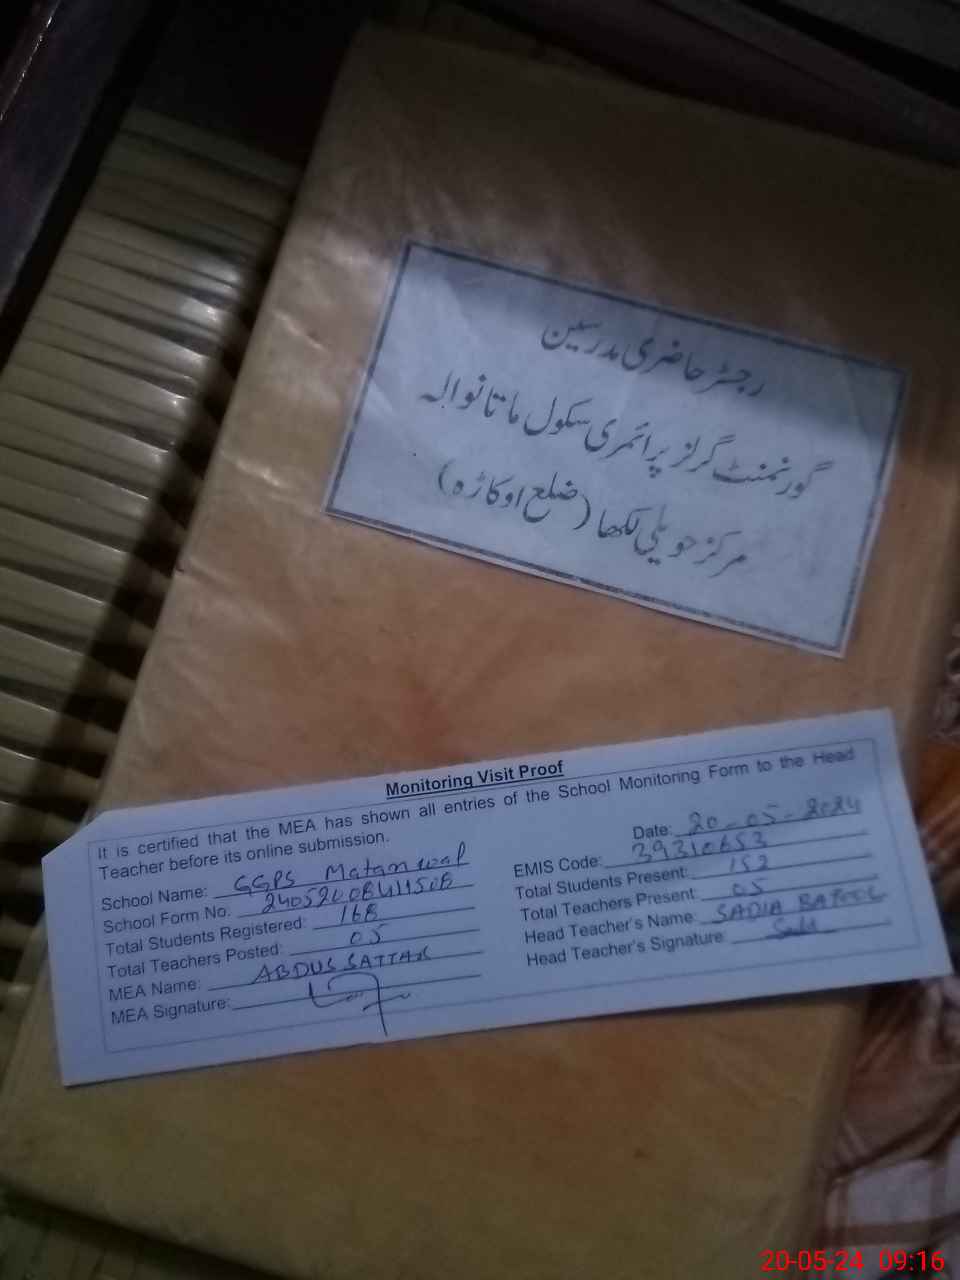 رجسٹر حاضری مدرسین
گورنمنٹ گرلز پرائمری سکول ماتانوالہ
مرکز حویلی لکھا (ضلع اوکاڑہ)
Monitoring Visit Proof
It is certified that the MEA has shown all entries of the School Monitoring Form to the Head
Teacher before its online submission.
Date: 20-05-2024
School Name: GGPS Matanwal
EMIS Code: 39310653
School Form No.
Total Students Present: 152
Total Students Registered: 168
Total Teachers Present: 05
Total Teachers Posted: 05
Head Teacher's Name: SADIA BATOOL
MEA Name: ABDUS SATTAR
Head Teacher's Signature:
MEA Signature:
20-05-24 09:16